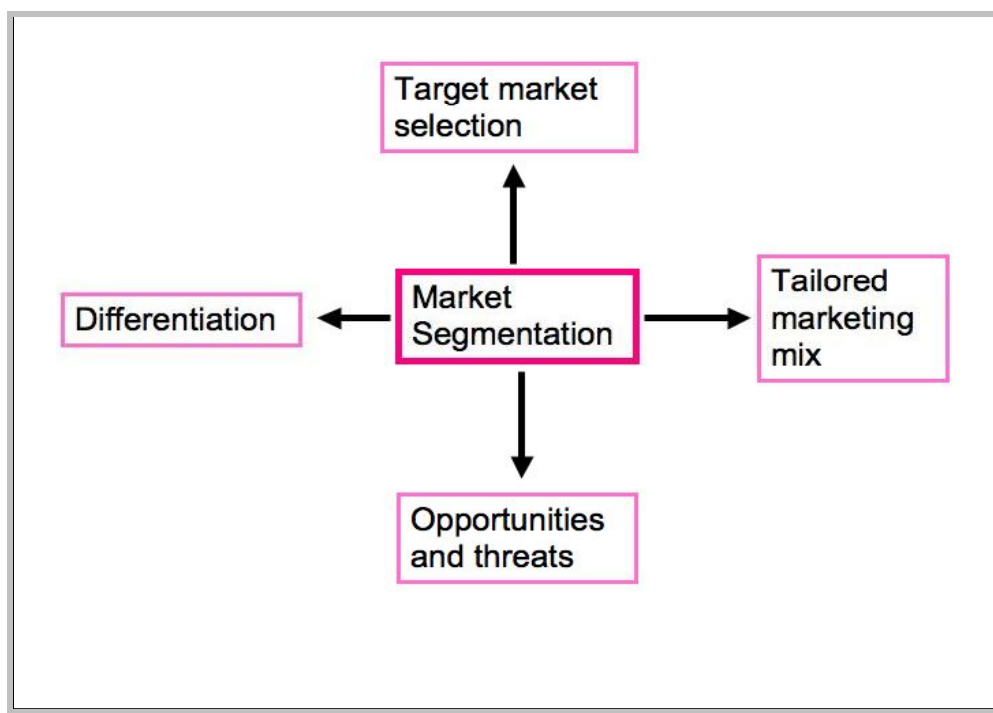 Target market
selection
Differentiation
Market
Segmentation
Tailored
marketing
mix
Opportunities
and threats